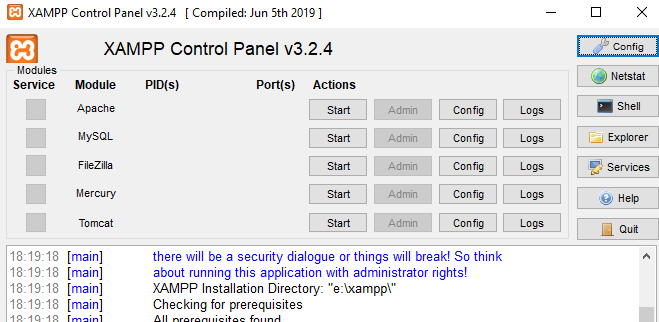 XAMPP Control Panel v3.2.4 [ Compiled: Jun 5th 2019 ]
XAMPP Control Panel v3.2.4
Config
Modules
Service Module PID(s) Port(s) Actions
Netstat
Apache Start Admin Config Logs
Shell
MySQL Start Admin Config Logs
Explorer
FileZilla Start Admin Config Logs
Services
Mercury Start Admin Config Logs
Help
Tomcat Start Admin Config Logs
Quit
18:19:18 [main] there will be a security dialogue or things will break! So think
18:19:18 [main] about running this application with administrator rights!
18:19:18 [main] XAMPP Installation Directory: "e:\xampp\"
18:19:18 [main] Checking for prerequisites
18:19:18 [main] All prerequisites found